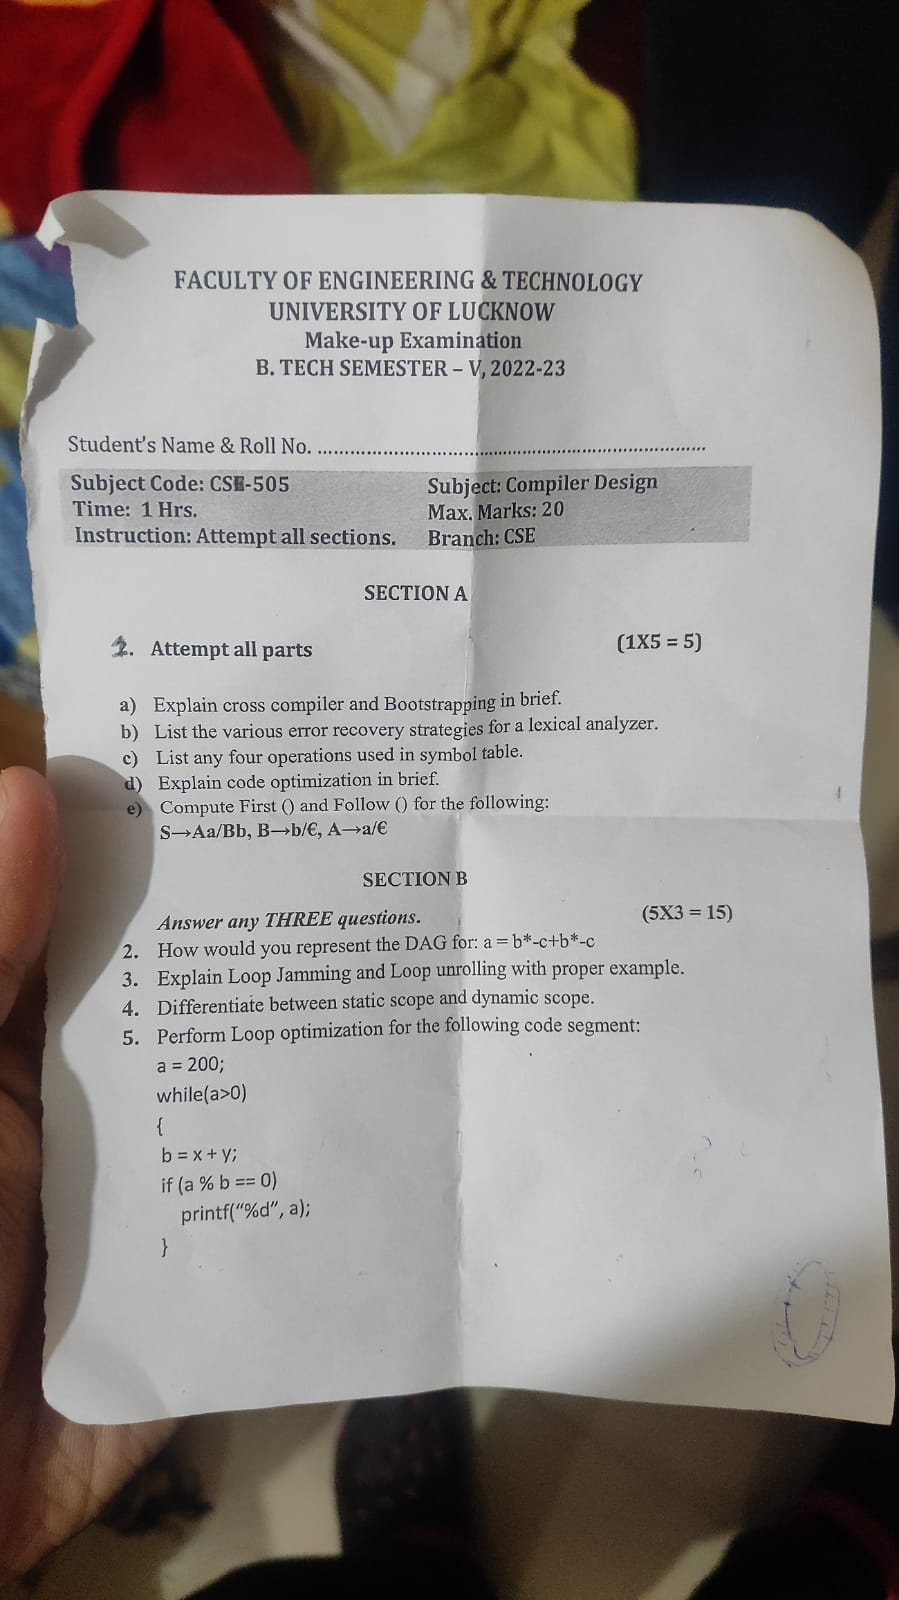 FACULTY OF ENGINEERING & TECHNOLOGY
UNIVERSITY OF LUCKNOW
Make-up Examination
B. TECH SEMESTER – V, 2022-23
Student's Name & Roll No. ........................................................................
Subject Code: CSE-505 Subject: Compiler Design
Time: 1 Hrs. Max. Marks: 20
Instruction: Attempt all sections. Branch: CSE
SECTION A
Attempt all parts (1X5 = 5)
a) Explain cross compiler and Bootstrapping in brief.
b) List the various error recovery strategies for a lexical analyzer.
c) List any four operations used in symbol table.
d) Explain code optimization in brief.
e) Compute First () and Follow () for the following:
S→Aa/Bb, B→b/€, A→a/€
SECTION B
Answer any THREE questions. (5X3 = 15)
2. How would you represent the DAG for: a = b*-c+b*-c
3. Explain Loop Jamming and Loop unrolling with proper example.
4. Differentiate between static scope and dynamic scope.
5. Perform Loop optimization for the following code segment:
a = 200;
while(a>0)
{
b = x + y;
if (a % b == 0)
printf(“%d”, a);
}